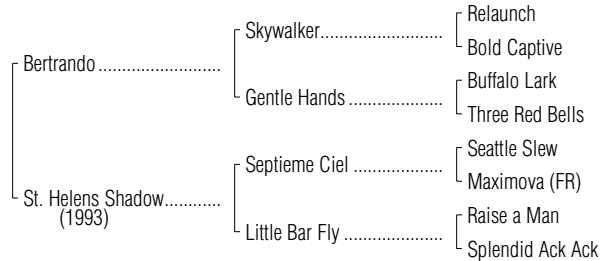 Relaunch
Skywalker.......................
Bold Captive
Bertrando .......................
Buffalo Lark
Gentle Hands ..................
Three Red Bells
Seattle Slew
Septieme Ciel .................
Maximova (FR)
St. Helens Shadow...........
(1993)
Raise a Man
Little Bar Fly ...................
Splendid Ack Ack